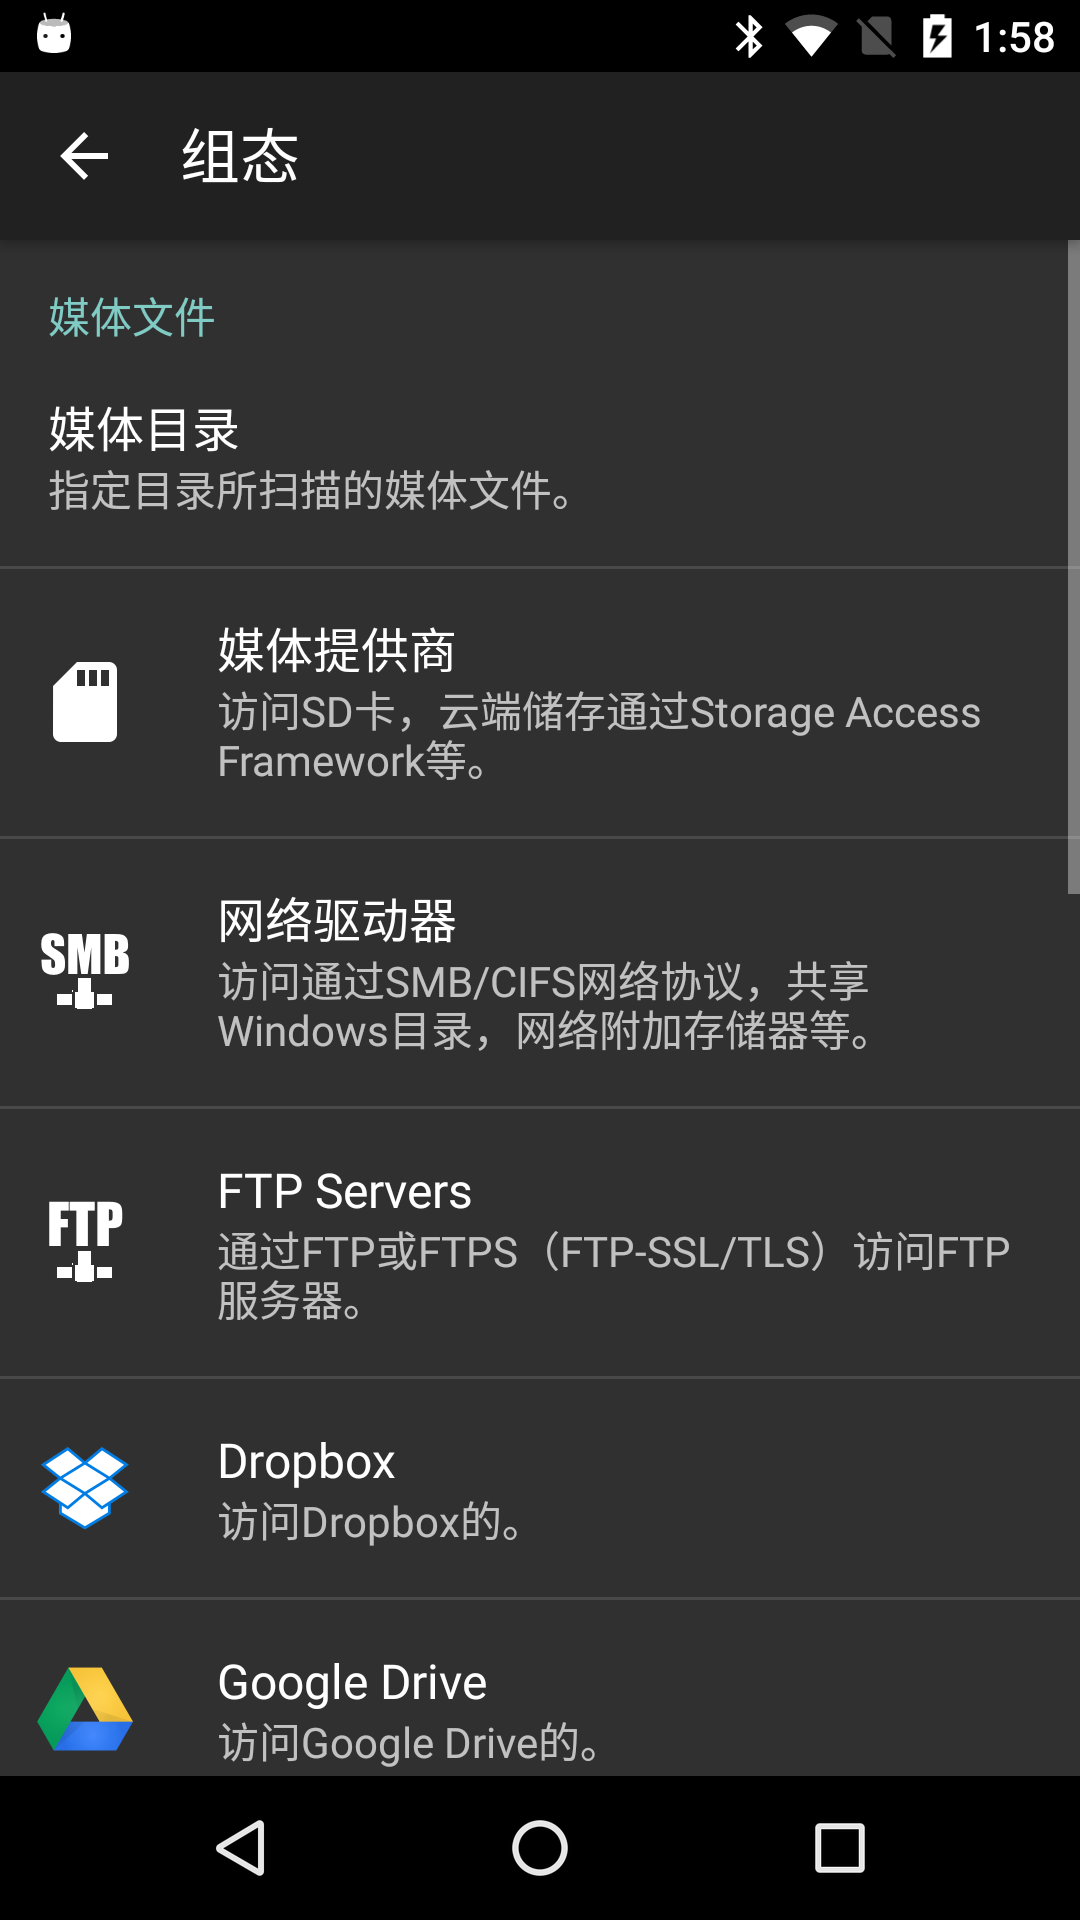 1:58
组态
媒体文件
媒体目录
指定目录所扫描的媒体文件。
媒体提供商
访问SD卡，云端储存通过Storage Access
Framework等。
SMB
网络驱动器
访问通过SMB/CIFS网络协议，共享
Windows目录，网络附加存储器等。
FTP
FTP Servers
通过FTP或FTPS（FTP-SSL/TLS）访问FTP
服务器。
Dropbox
访问Dropbox的。
Google Drive
访问Google Drive的。